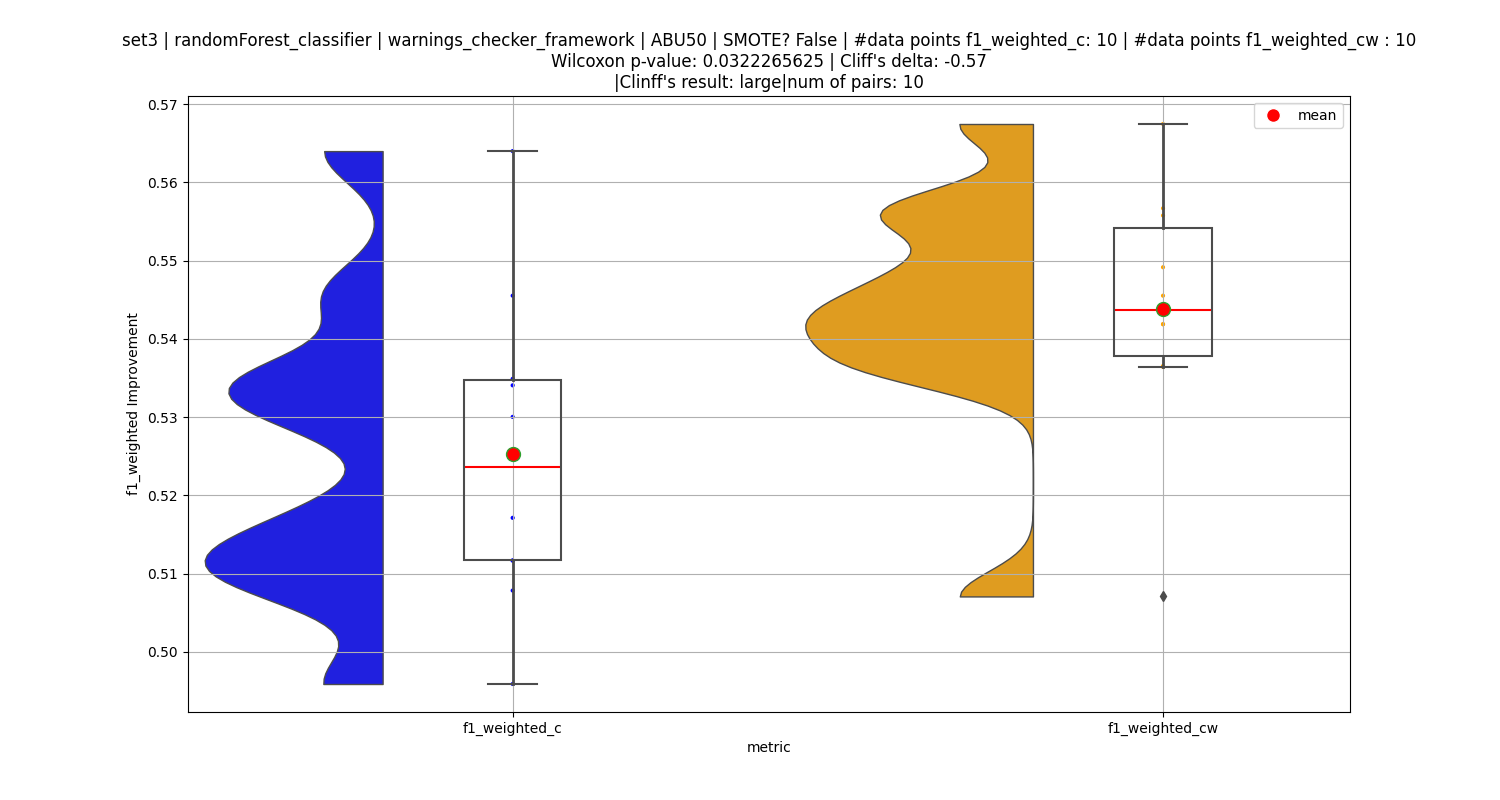 set3 | randomForest_classifier | warnings_checker_framework | ABU50 | SMOTE? False | #data points f1_weighted_c: 10 | #data points f1_weighted_cw : 10
Wilcoxon p-value: 0.0322265625 | Cliff's delta: -0.57
|Clinff's result: large|num of pairs: 10
mean
0.57
0.56
0.55
0.54
0.53
0.52
0.51
0.50
f1_weighted Improvement
f1_weighted_c
f1_weighted_cw
metric